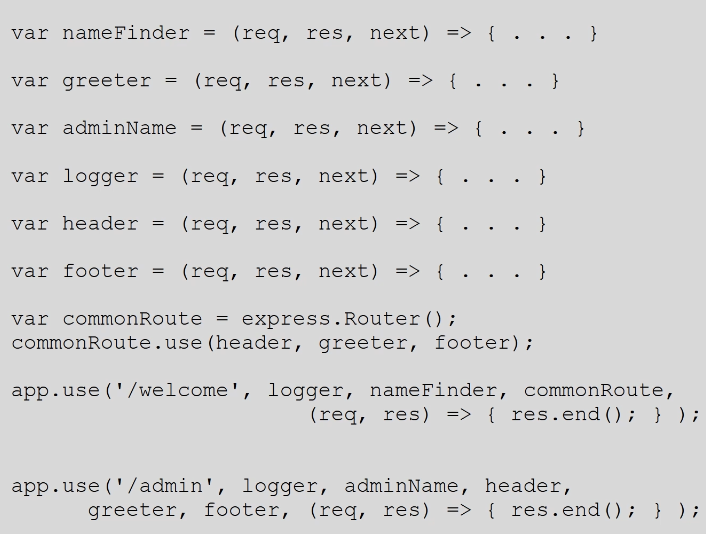 var nameFinder = (req, res, next) => { . . . }
var greeter = (req, res, next) => { . . . }
var adminName = (req, res, next) => { . . . }
var logger = (req, res, next) => { . . . }
var header = (req, res, next) => { . . . }
var footer = (req, res, next) => { . . . }
var commonRoute = express.Router();
commonRoute.use(header, greeter, footer);
app.use('/welcome', logger, nameFinder, commonRoute,
(req, res) => { res.end(); } );
app.use('/admin', logger, adminName, header,
greeter, footer, (req, res) => { res.end(); } );